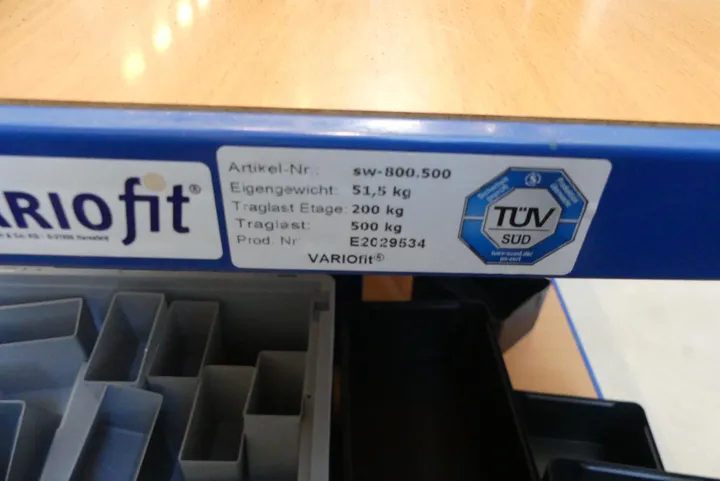 ARIOfit®
Artikel-Nr.: sw-800.500
Eigengewicht: 51,5 kg
Traglast Etage: 200 kg
Traglast: 500 kg
Prod. Nr E2029534
VARIOfit®
TÜV
SÜD